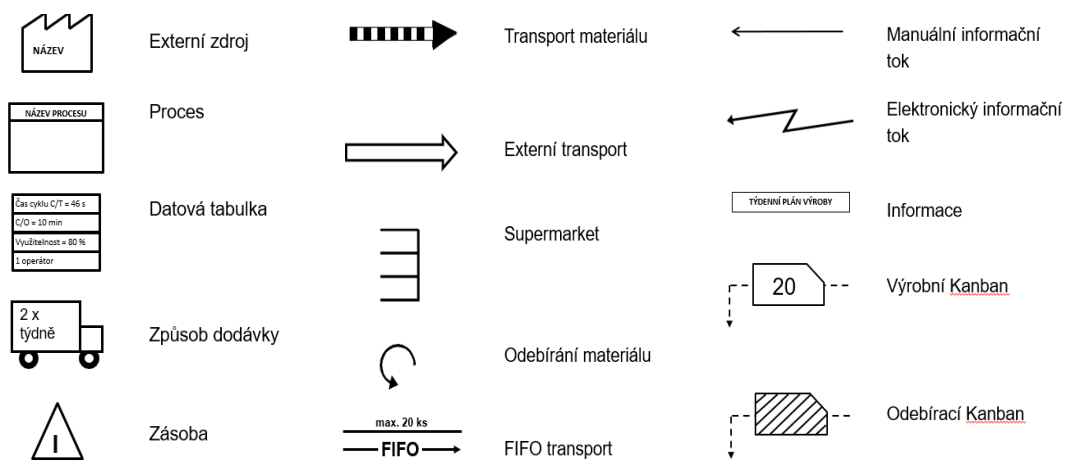 NÁZEV
Externí zdroj
NÁZEV PROCESU
Proces
Čas cyklu C/T = 46 s
C/O = 10 min
Využitelnost = 80 %
1 operátor
Datová tabulka
2 x
týdně
Způsob dodávky
I
Zásoba
Transport materiálu
Externí transport
Supermarket
Odebírání materiálu
max. 20 ks
FIFO
FIFO transport
Manuální informační
tok
Elektronický informační
tok
TÝDENNÍ PLÁN VÝROBY
Informace
20
Výrobní Kanban
Odebírací Kanban